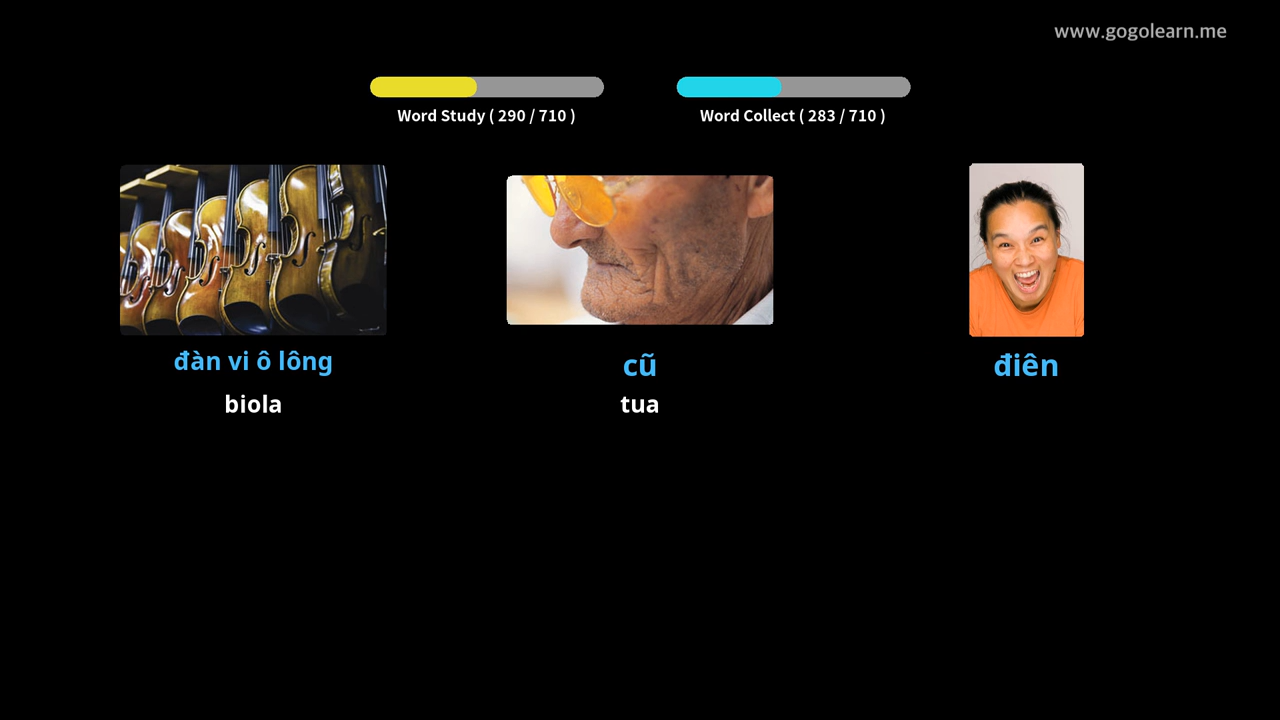 www.gogolearn.me
Word Study ( 290 / 710 )
Word Collect ( 283 / 710 )
đàn vi ô lông
cũ
điên
biola
tua